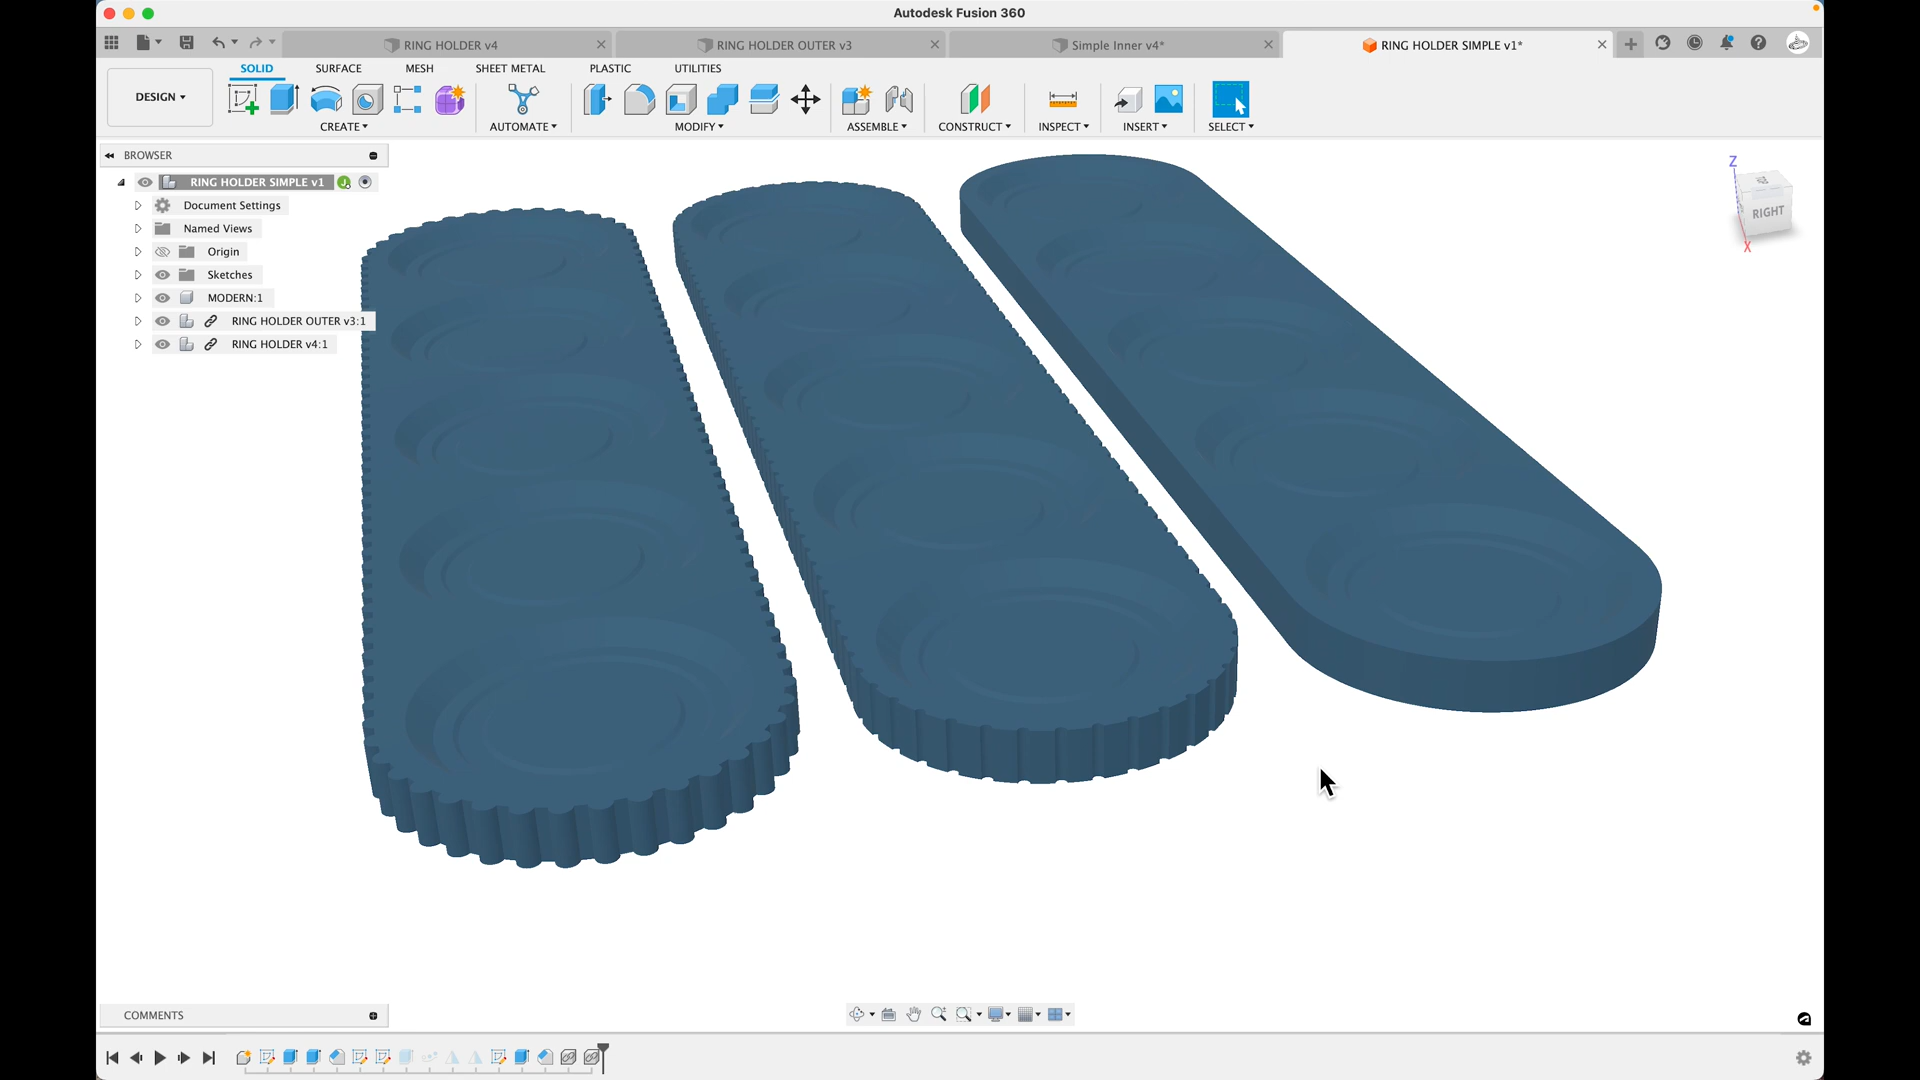 Autodesk Fusion 360
RING HOLDER v4
RING HOLDER OUTER v3
Simple Inner v4*
RING HOLDER SIMPLE v1*
SOLID
SURFACE
MESH
SHEET METAL
PLASTIC
UTILITIES
DESIGN
CREATE
AUTOMATE
MODIFY
ASSEMBLE
CONSTRUCT
INSPECT
INSERT
SELECT
BROWSER
RING HOLDER SIMPLE v1
Document Settings
Named Views
Origin
Sketches
MODERN:1
RING HOLDER OUTER v3:1
RING HOLDER v4:1
Z
RIGHT
X
COMMENTS